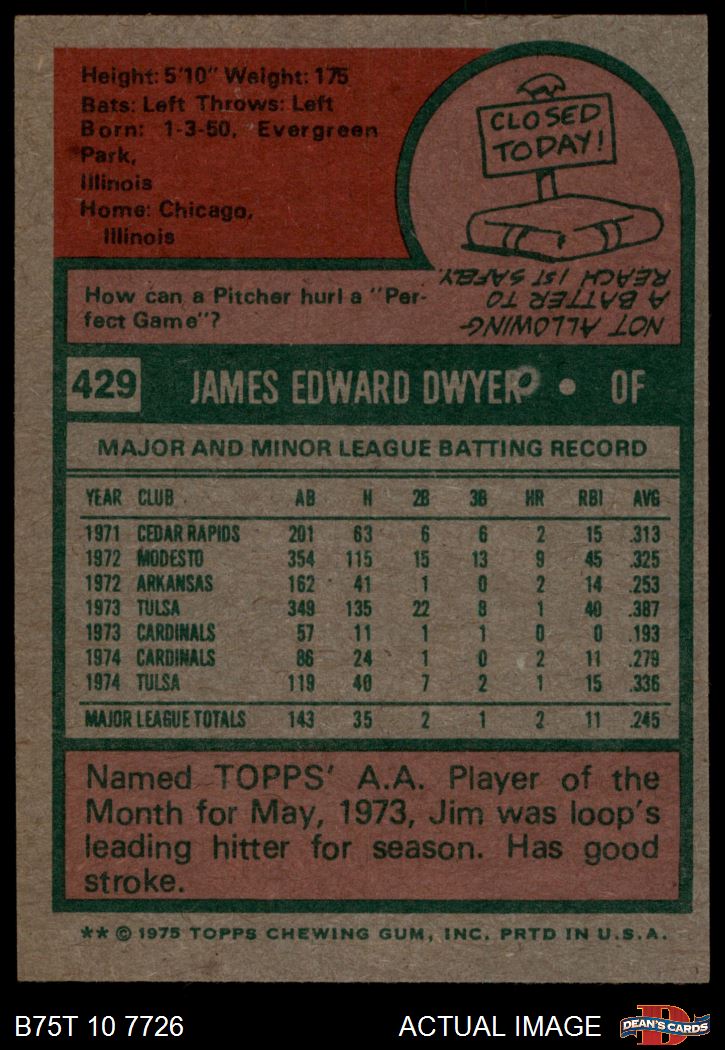 Height: 5'10" Weight: 175
Bats: Left Throws: Left
Born: 1-3-50, Evergreen
Park,
Illinois
Home: Chicago,
Illinois
CLOSED
TODAY!
How can a Pitcher hurl a "Per-
fect Game"?
NOT ALLOWING
A BATTER TO
REACH 1ST SAFELY.
429 JAMES EDWARD DWYER • OF
MAJOR AND MINOR LEAGUE BATTING RECORD
YEAR CLUB AB H 2B 3B HR RBI AVG
1971 CEDAR RAPIDS 201 63 6 6 2 15 .313
1972 MODESTO 354 115 15 13 9 45 .325
1972 ARKANSAS 162 41 1 0 2 14 .253
1973 TULSA 349 135 22 8 1 40 .387
1973 CARDINALS 57 11 1 1 0 0 .193
1974 CARDINALS 86 24 1 0 2 11 .279
1974 TULSA 119 40 7 2 1 15 .336
MAJOR LEAGUE TOTALS 143 35 2 1 2 11 .245
Named TOPPS' A.A. Player of the
Month for May, 1973, Jim was loop's
leading hitter for season. Has good
stroke.
** © 1975 TOPPS CHEWING GUM, INC. PRTD IN U.S.A.
B75T 10 7726 ACTUAL IMAGE
DEAN'S CARDS